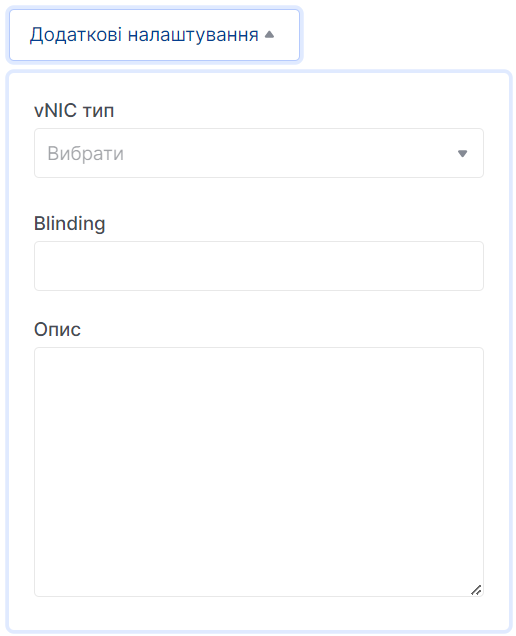 Додаткові налаштування
vNIC тип
Вибрати
Blinding
Опис